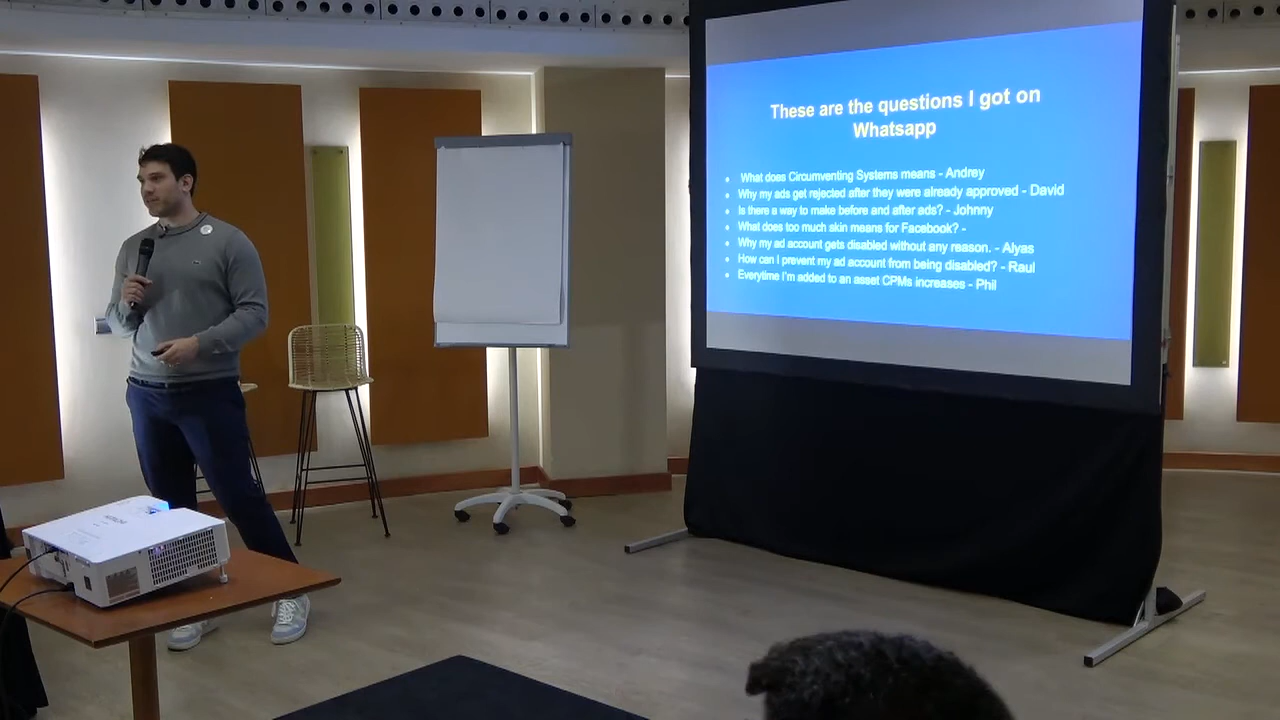 These are the questions I got on
Whatsapp
What does Circumventing Systems means - Andrey
Why my ads get rejected after they were already approved - David
Is there a way to make before and after ads? - Johnny
What does too much skin means for Facebook? -
Why my ad account gets disabled without any reason. - Alyas
How can I prevent my ad account from being disabled? - Raul
Everytime I'm added to an asset CPMs increases - Phil